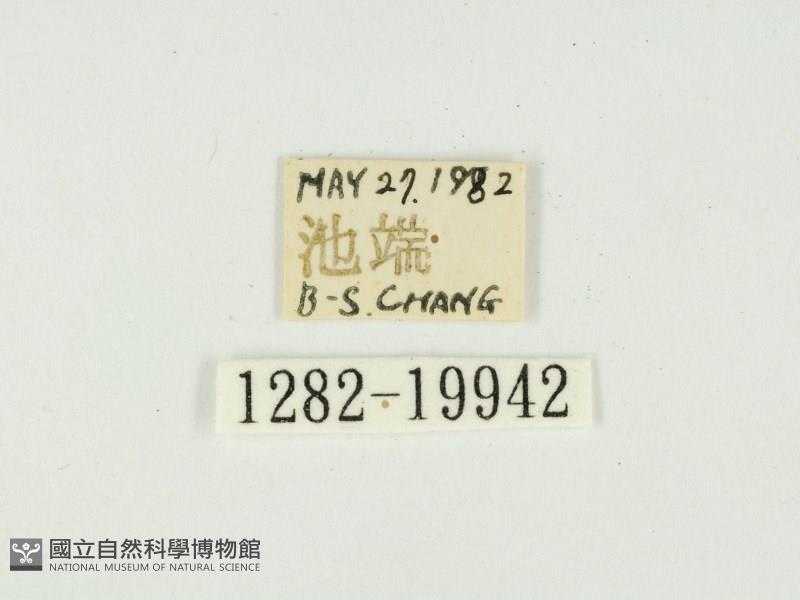 MAY 27. 1982
池端
B-S. CHANG
1282-19942
國立自然科學博物館
NATIONAL MUSEUM OF NATURAL SCIENCE